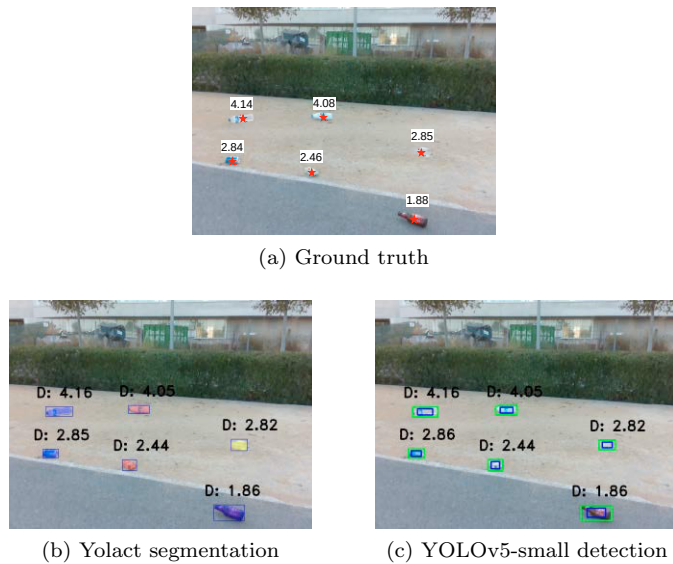 4.14
4.08
2.85
2.84
2.46
1.88
(a) Ground truth
D: 4.16
D: 4.05
D: 2.82
D: 2.85
D: 2.44
D: 1.86
(b) Yolact segmentation
D: 4.16
D: 4.05
D: 2.82
D: 2.86
D: 2.44
D: 1.86
(c) YOLOv5-small detection